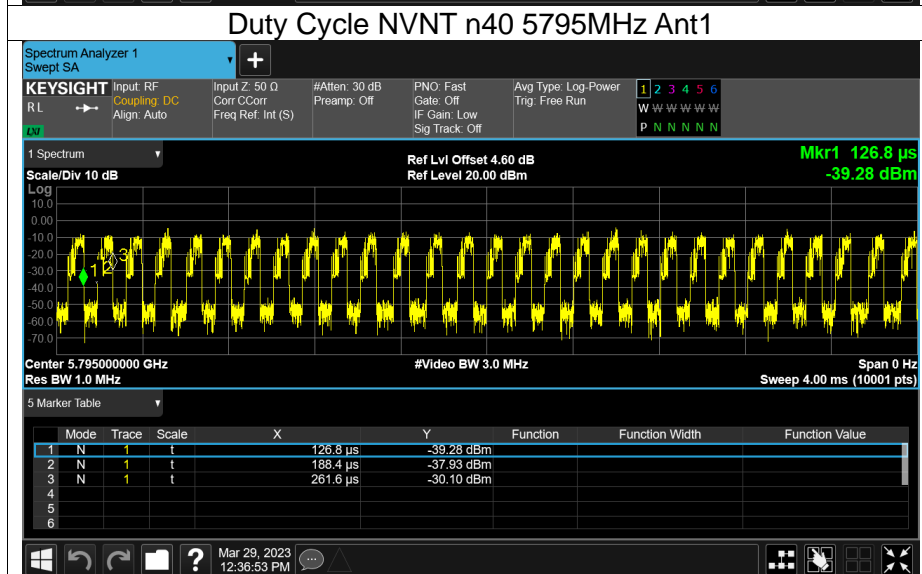 Duty Cycle NVNT n40 5795MHz Ant1
Spectrum Analyzer 1
Swept SA
+
KEYSIGHT Input: RF Input Z: 50 Ω #Atten: 30 dB PNO: Fast Avg Type: Log-Power 1 2 3 4 5 6
R L Coupling: DC Corr CCorr Preamp: Off Gate: Off Trig: Free Run W W W W W W
Align: Auto Freq Ref: Int (S) IF Gain: Low
LXI Sig Track: Off P N N N N N
1 Spectrum Ref Lvl Offset 4.60 dB Mkr1 126.8 µs
Scale/Div 10 dB Ref Level 20.00 dBm -39.28 dBm
Log
10.0
0.00
-10.0
-20.0
-30.0
-40.0
-50.0
-60.0
-70.0
1 2 3
Center 5.795000000 GHz #Video BW 3.0 MHz Span 0 Hz
Res BW 1.0 MHz Sweep 4.00 ms (10001 pts)
5 Marker Table
Mode Trace Scale X Y Function Function Width Function Value
1 N 1 t 126.8 µs -39.28 dBm
2 N 1 t 188.4 µs -37.93 dBm
3 N 1 t 261.6 µs -30.10 dBm
4
5
6
? Mar 29, 2023
12:36:53 PM